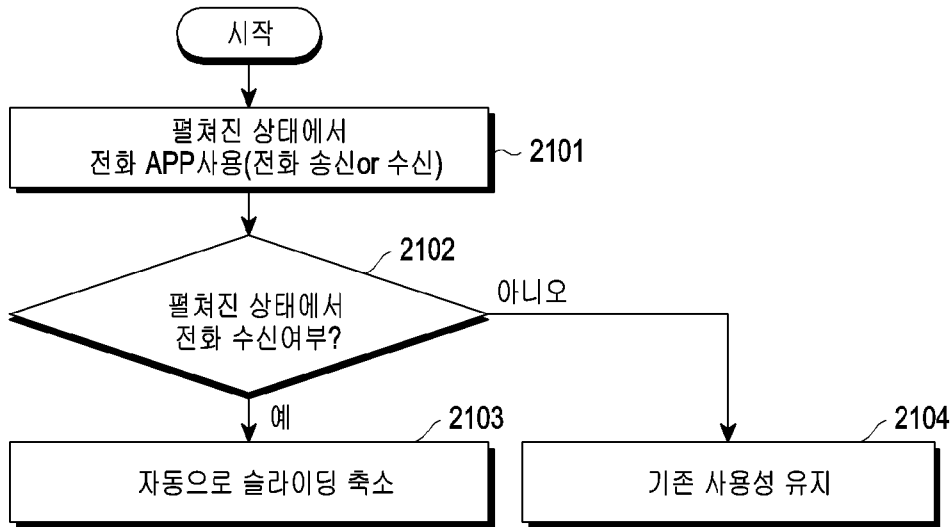 시작
펼쳐진 상태에서
전화 APP사용(전화 송신or 수신)
2101
2102
펼쳐진 상태에서
전화 수신여부?
아니오
예
2103
자동으로 슬라이딩 축소
2104
기존 사용성 유지